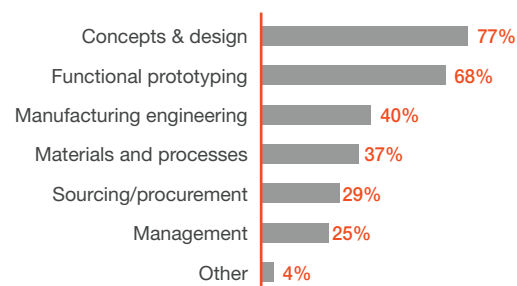 Concepts & design 77%
Functional prototyping 68%
Manufacturing engineering 40%
Materials and processes 37%
Sourcing/procurement 29%
Management 25%
Other 4%